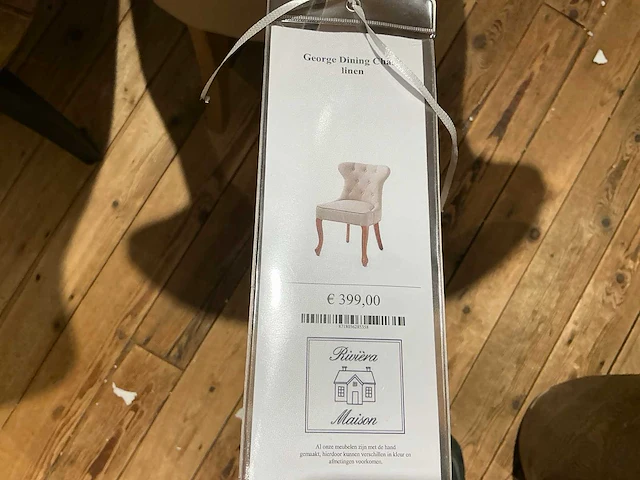 George Dining Chair
linen
€ 399,00
Rivièra
Maison
Al onze meubelen zijn met de hand
gemaakt, hierdoor kunnen verschillen in kleur en
afmetingen voorkomen.